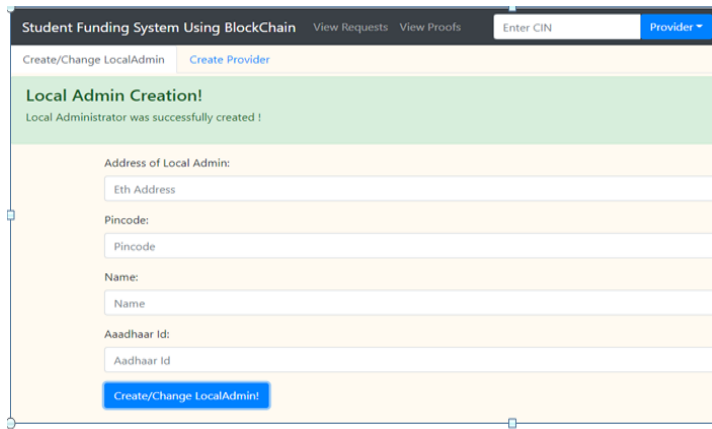 Student Funding System Using BlockChain View Requests View Proofs Enter CIN Provider
Create/Change LocalAdmin Create Provider
Local Admin Creation!
Local Administrator was successfully created !
Address of Local Admin:
Eth Address
Pincode:
Pincode
Name:
Name
Aaadhaar Id:
Aadhaar Id
Create/Change LocalAdmin!